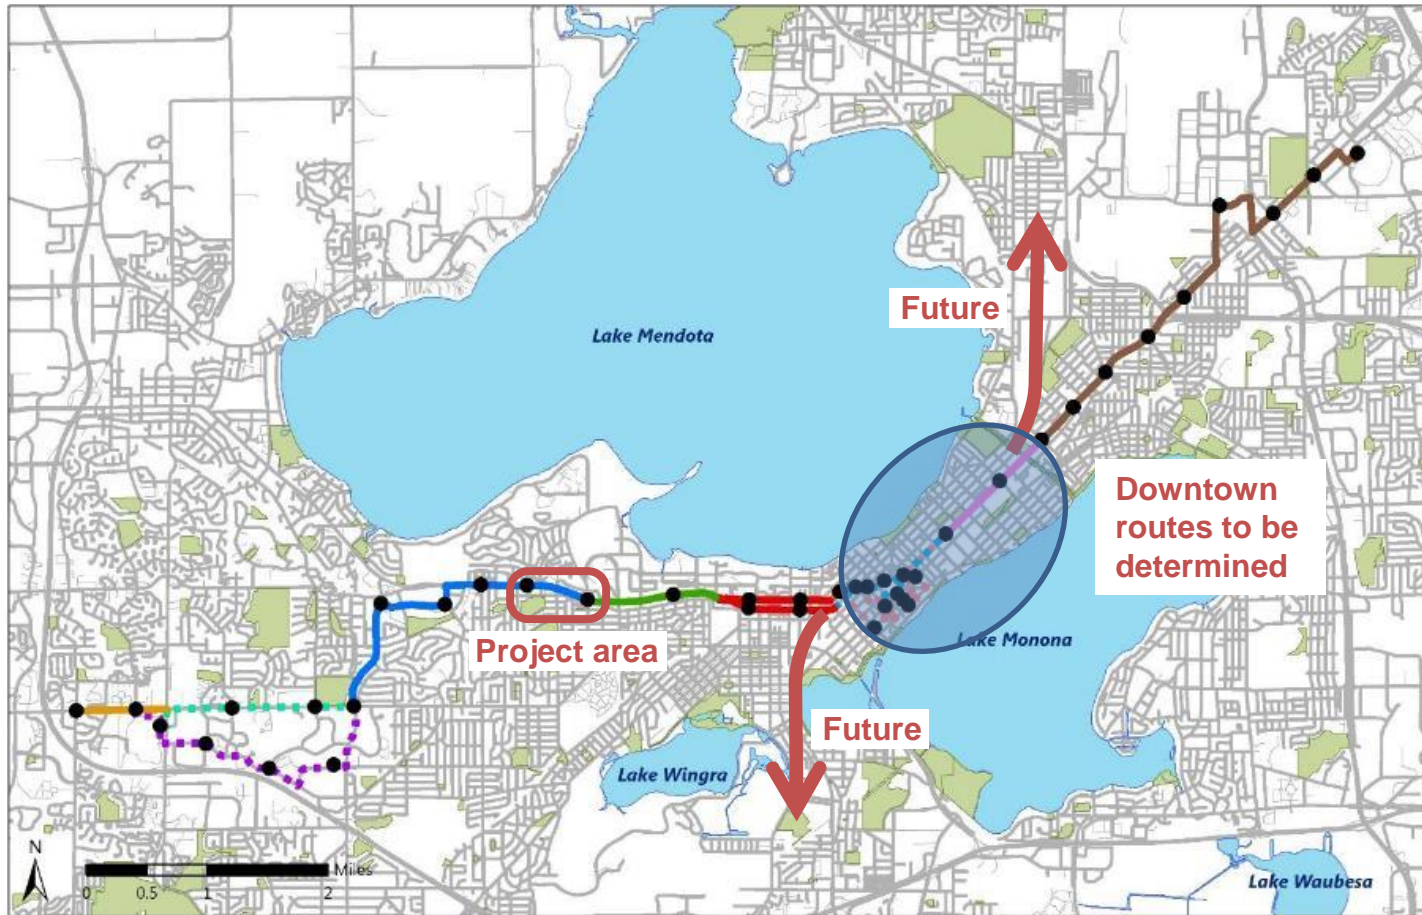 Future
Lake Mendota
Downtown
routes to be
determined
Project area
Lake Monona
Future
Lake Wingra
N
Miles
0 0.5 1 2
Lake Waubesa